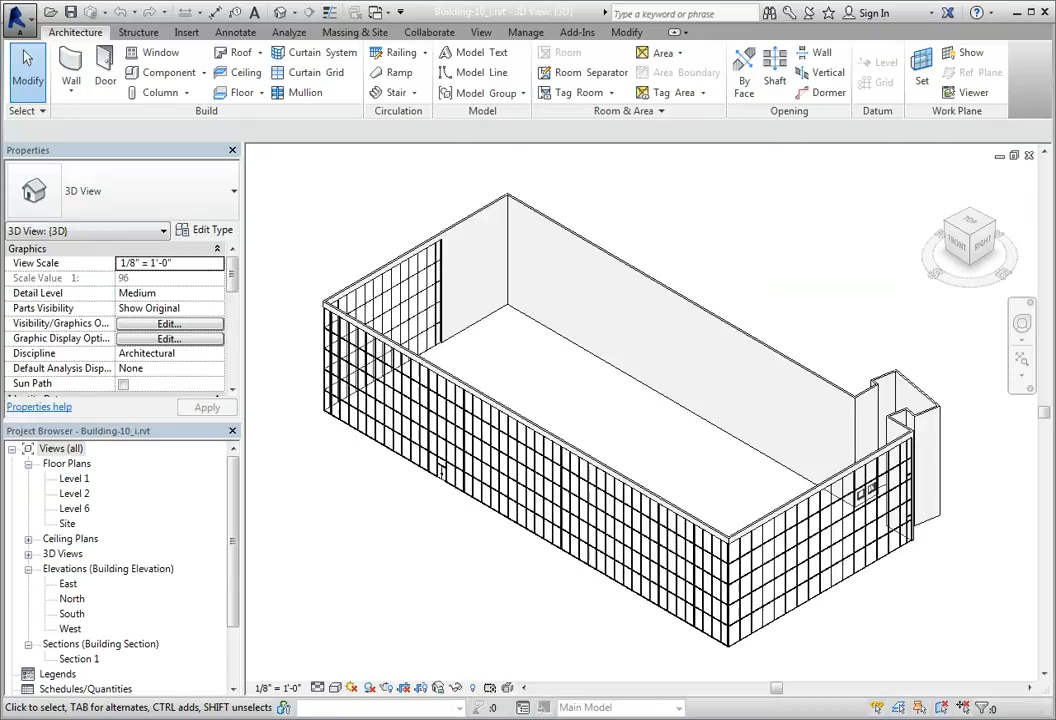 Building-10_i.rvt - 3D View: {3D}
Type a keyword or phrase
Sign In
Architecture Structure Insert Annotate Analyze Massing & Site Collaborate View Manage Add-Ins Modify
Modify
Select
Wall
Door
Window
Component
Column
Roof
Ceiling
Floor
Curtain System
Curtain Grid
Mullion
Build
Railing
Ramp
Stair
Circulation
Model Text
Model Line
Model Group
Model
Room
Room Separator
Tag Room
Area
Area Boundary
Tag Area
Room & Area
By Face
Shaft
Wall
Vertical
Dormer
Opening
Level
Grid
Datum
Set
Show
Ref Plane
Viewer
Work Plane
Properties
3D View
3D View: {3D} Edit Type
Graphics
View Scale 1/8" = 1'-0"
Scale Value 1: 96
Detail Level Medium
Parts Visibility Show Original
Visibility/Graphics O... Edit...
Graphic Display Opti... Edit...
Discipline Architectural
Default Analysis Disp... None
Sun Path
Properties help Apply
Project Browser - Building-10_i.rvt
Views (all)
Floor Plans
Level 1
Level 2
Level 6
Site
Ceiling Plans
3D Views
Elevations (Building Elevation)
East
North
South
West
Sections (Building Section)
Section 1
Legends
Schedules/Quantities
TOP
FRONT
RIGHT
1/8" = 1'-0"
Click to select, TAB for alternates, CTRL adds, SHIFT unselects
:0
Main Model
:0